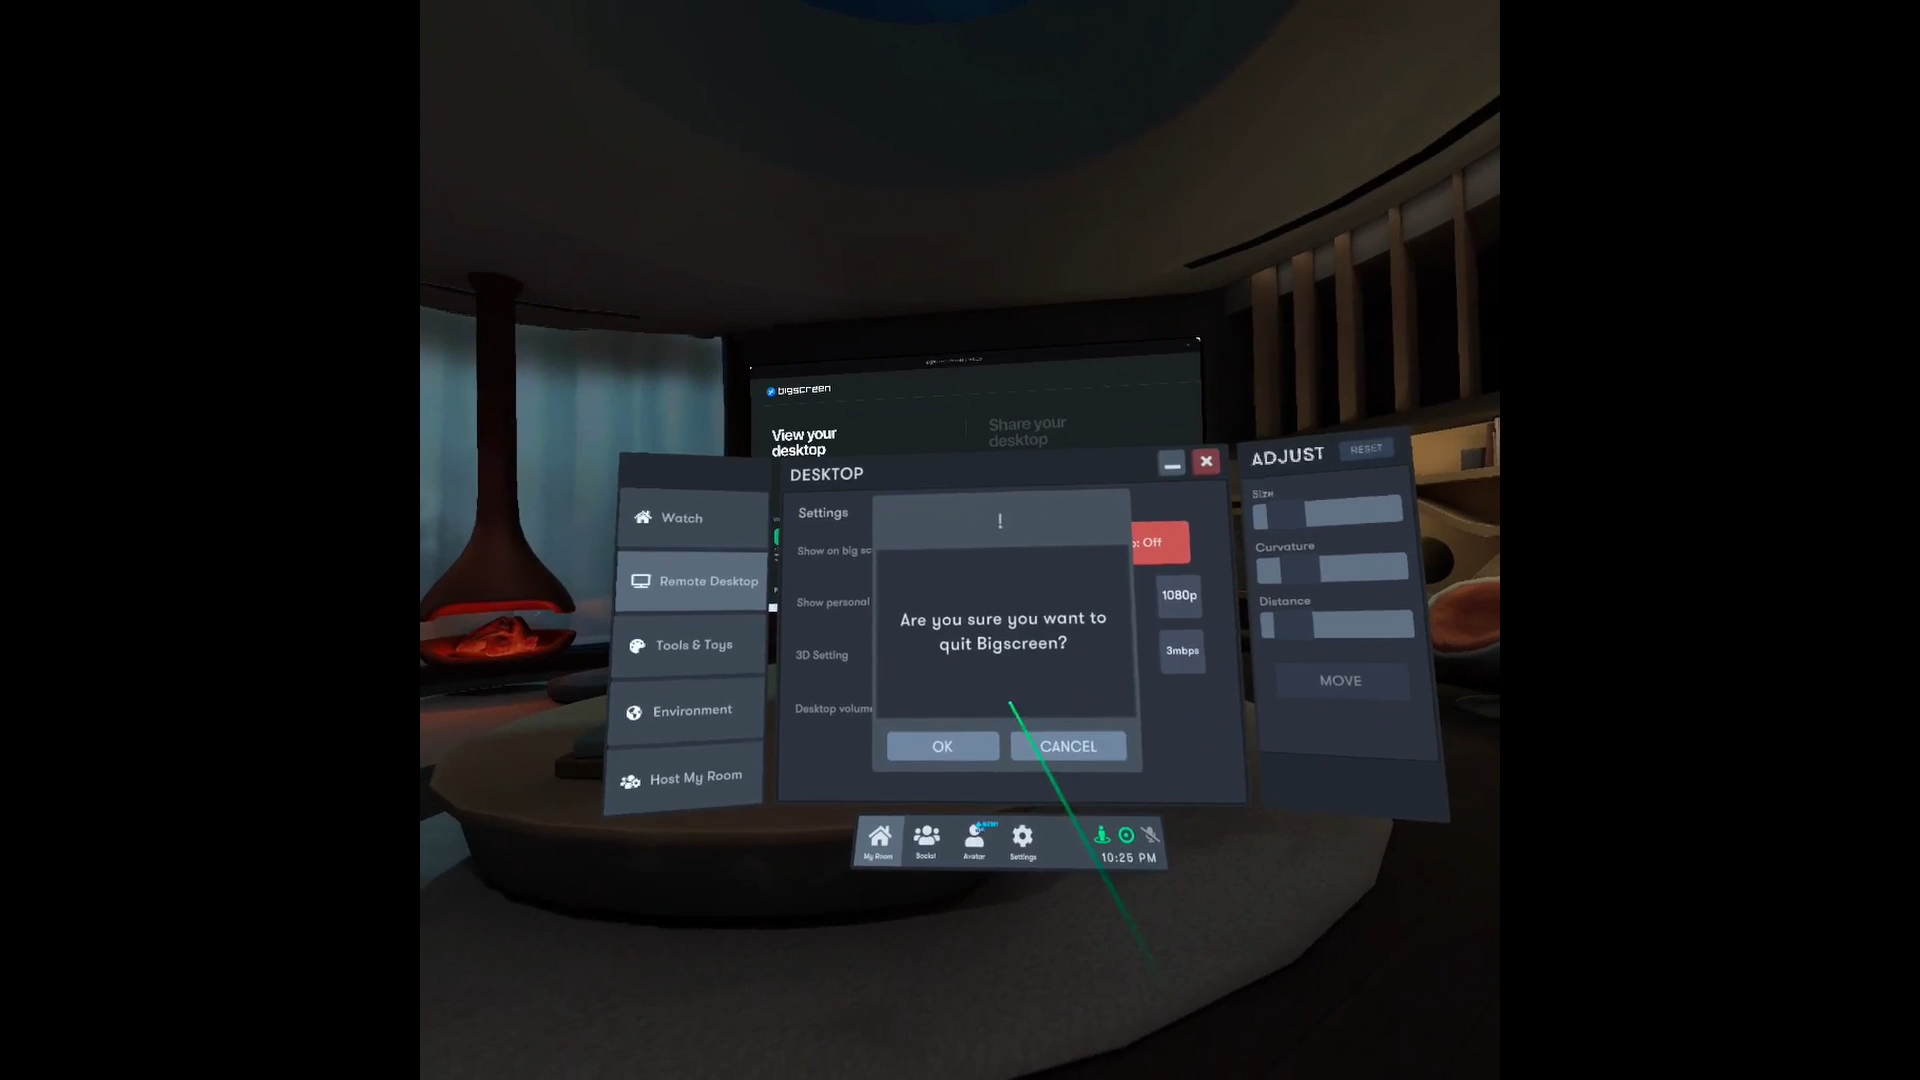 bigscreen
View your
desktop
Share your
desktop
DESKTOP
ADJUST
RESET
Watch
Remote Desktop
Tools & Toys
Environment
Host My Room
Settings
Show on big sc
Show personal
3D Setting
Desktop volume
!
Are you sure you want to
quit Bigscreen?
OK
CANCEL
: Off
1080p
3mbps
Size
Curvature
Distance
MOVE
My Room
Social
Avatar
Settings
10:25 PM